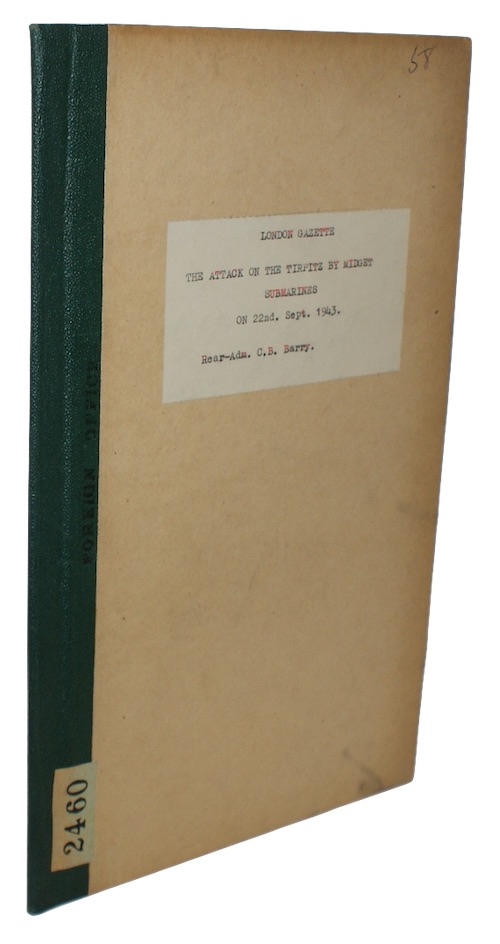 58
LONDON GAZETTE
THE ATTACK ON THE TIRPITZ BY MIDGET
SUBMARINES
ON 22nd. Sept. 1943.
Rear-Adm. C.B. Barry.
FOREIGN OFFICE
2460